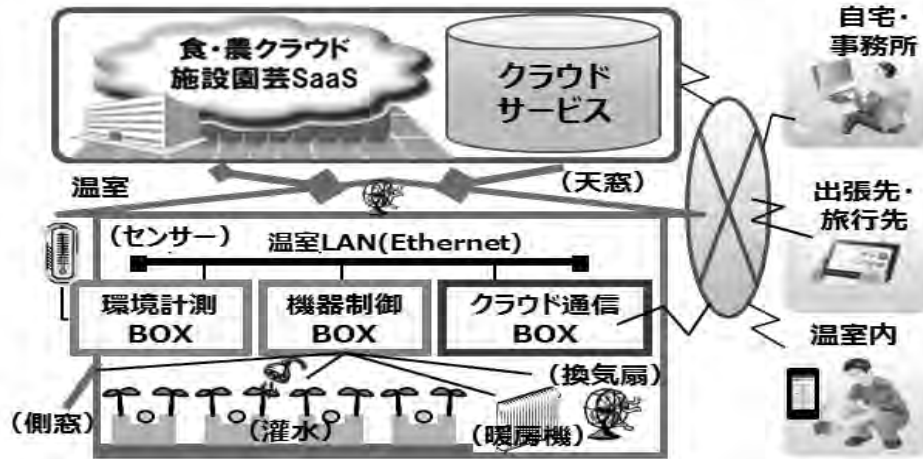 食・農クラウド
施設園芸SaaS
クラウド
サービス
自宅・
事務所
温室
(天窓)
出張先・
旅行先
(センサー)
温室LAN(Ethernet)
環境計測
BOX
機器制御
BOX
クラウド通信
BOX
温室内
(換気扇)
(側窓)
(灌水)
(暖房機)